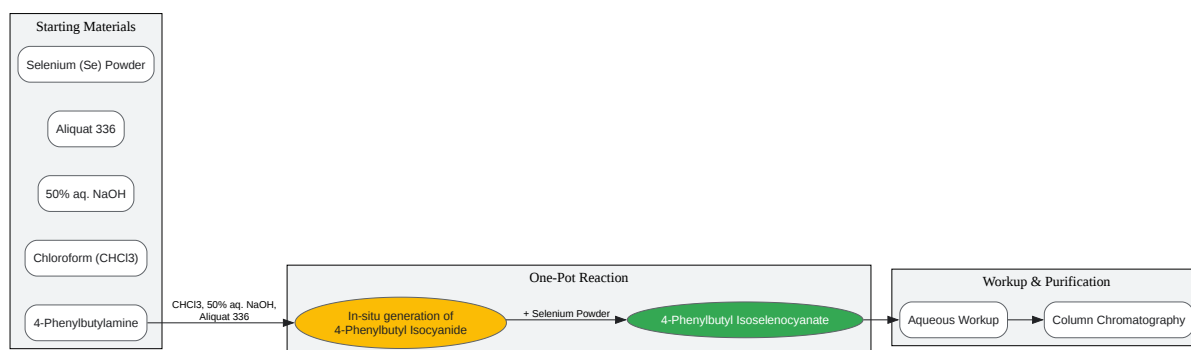 Starting Materials
Selenium (Se) Powder
Aliquat 336
50% aq. NaOH
Chloroform (CHCl3)
4-Phenylbutylamine
CHCl3, 50% aq. NaOH,
Aliquat 336
One-Pot Reaction
In-situ generation of
4-Phenylbutyl Isocyanide
+ Selenium Powder
4-Phenylbutyl Isoselenocyanate
Workup & Purification
Aqueous Workup
Column Chromatography